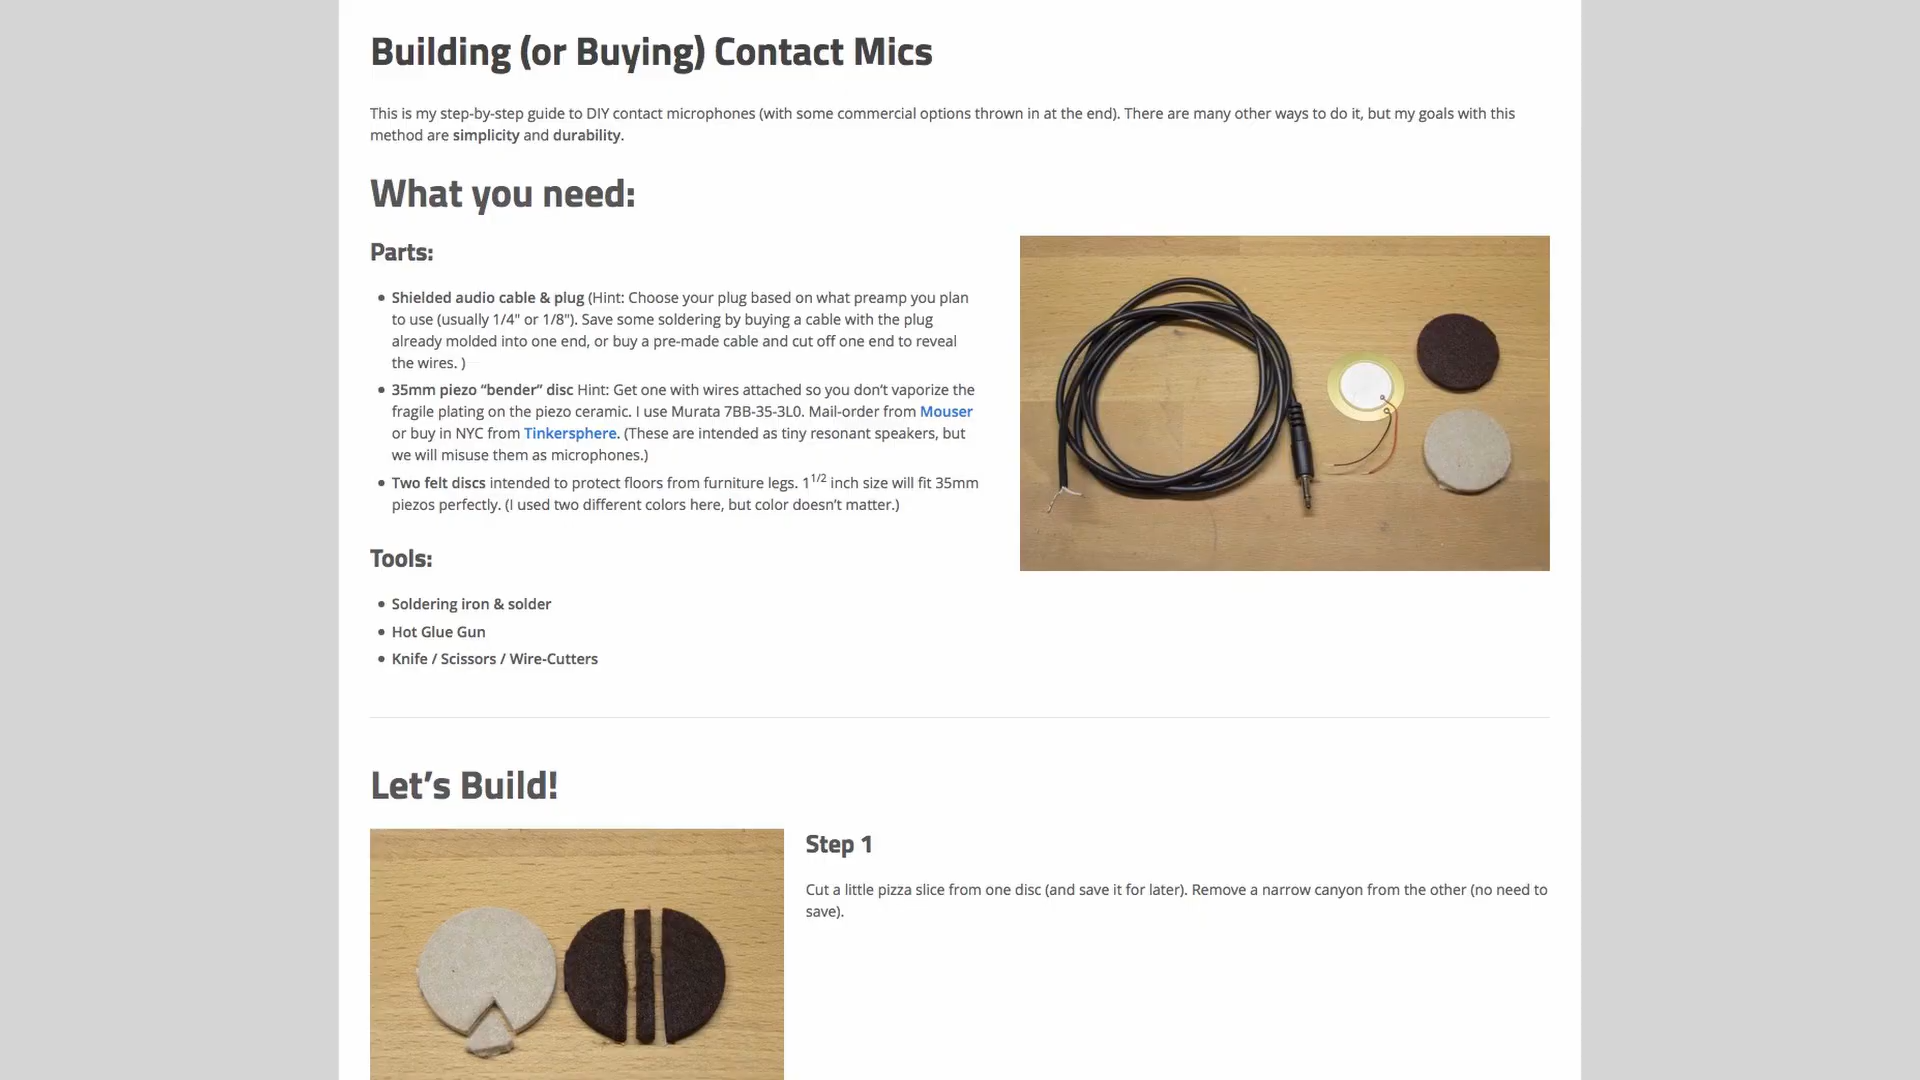 Building (or Buying) Contact Mics
This is my step-by-step guide to DIY contact microphones (with some commercial options thrown in at the end). There are many other ways to do it, but my goals with this
method are simplicity and durability.
What you need:
Parts:
• Shielded audio cable & plug (Hint: Choose your plug based on what preamp you plan
to use (usually 1/4" or 1/8"). Save some soldering by buying a cable with the plug
already molded into one end, or buy a pre-made cable and cut off one end to reveal
the wires. )
• 35mm piezo “bender” disc Hint: Get one with wires attached so you don’t vaporize the
fragile plating on the piezo ceramic. I use Murata 7BB-35-3L0. Mail-order from Mouser
or buy in NYC from Tinkersphere. (These are intended as tiny resonant speakers, but
we will misuse them as microphones.)
• Two felt discs intended to protect floors from furniture legs. 1 1/2 inch size will fit 35mm
piezos perfectly. (I used two different colors here, but color doesn’t matter.)
Tools:
• Soldering iron & solder
• Hot Glue Gun
• Knife / Scissors / Wire-Cutters
Let’s Build!
Step 1
Cut a little pizza slice from one disc (and save it for later). Remove a narrow canyon from the other (no need to
save).